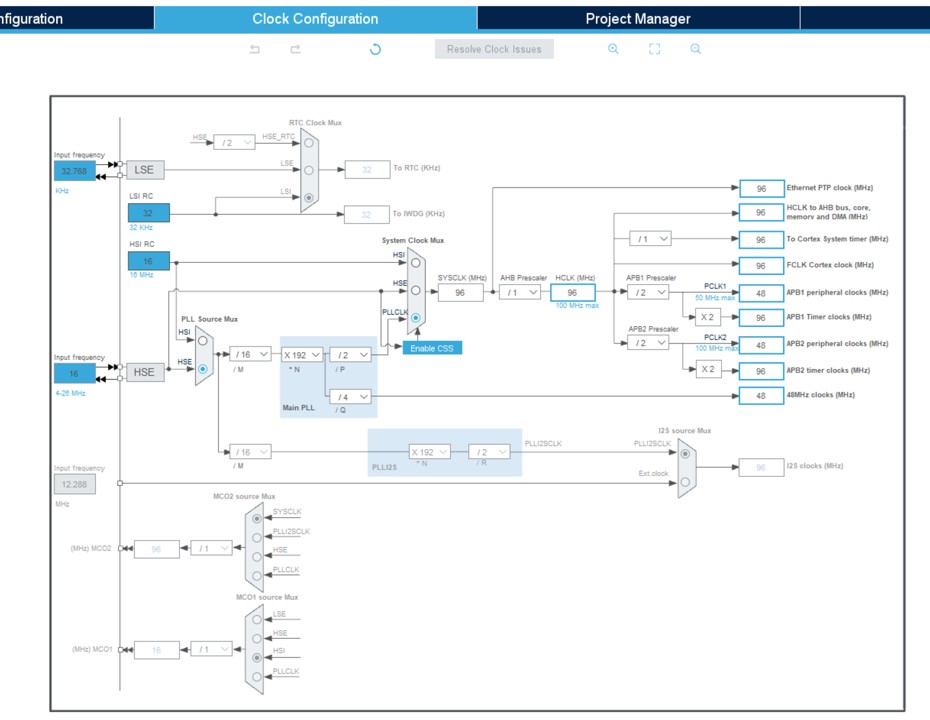 nfiguration
Clock Configuration
Project Manager
Resolve Clock Issues
RTC Clock Mux
HSE
/ 2
HSE_RTC
Input frequency
32.768
KHz
LSE
LSE
32
To RTC (KHz)
LSI RC
32
32 KHz
LSI
32
To IWDG (KHz)
HSI RC
16
16 MHz
System Clock Mux
HSI
HSE
PLLCLK
Enable CSS
SYSCLK (MHz)
96
AHB Prescaler
/ 1
HCLK (MHz)
96
100 MHz max
96
Ethernet PTP clock (MHz)
96
HCLK to AHB bus, core,
memory and DMA (MHz)
/ 1
96
To Cortex System timer (MHz)
96
FCLK Cortex clock (MHz)
APB1 Prescaler
/ 2
PCLK1
50 MHz max
48
APB1 peripheral clocks (MHz)
X 2
96
APB1 Timer clocks (MHz)
APB2 Prescaler
/ 2
PCLK2
100 MHz max
48
APB2 peripheral clocks (MHz)
X 2
96
APB2 timer clocks (MHz)
48
48MHz clocks (MHz)
PLL Source Mux
HSI
HSE
Input frequency
16
4-26 MHz
HSE
/ 16
/ M
X 192
* N
/ 2
/ P
/ 4
/ Q
Main PLL
/ 16
/ M
PLLI2S
X 192
* N
/ 2
/ R
PLLI2SCLK
I2S source Mux
PLLI2SCLK
Ext.clock
96
I2S clocks (MHz)
Input frequency
12.288
MHz
MCO2 source Mux
SYSCLK
PLLI2SCLK
HSE
PLLCLK
(MHz) MCO2
96
/ 1
MCO1 source Mux
LSE
HSE
HSI
PLLCLK
(MHz) MCO1
16
/ 1